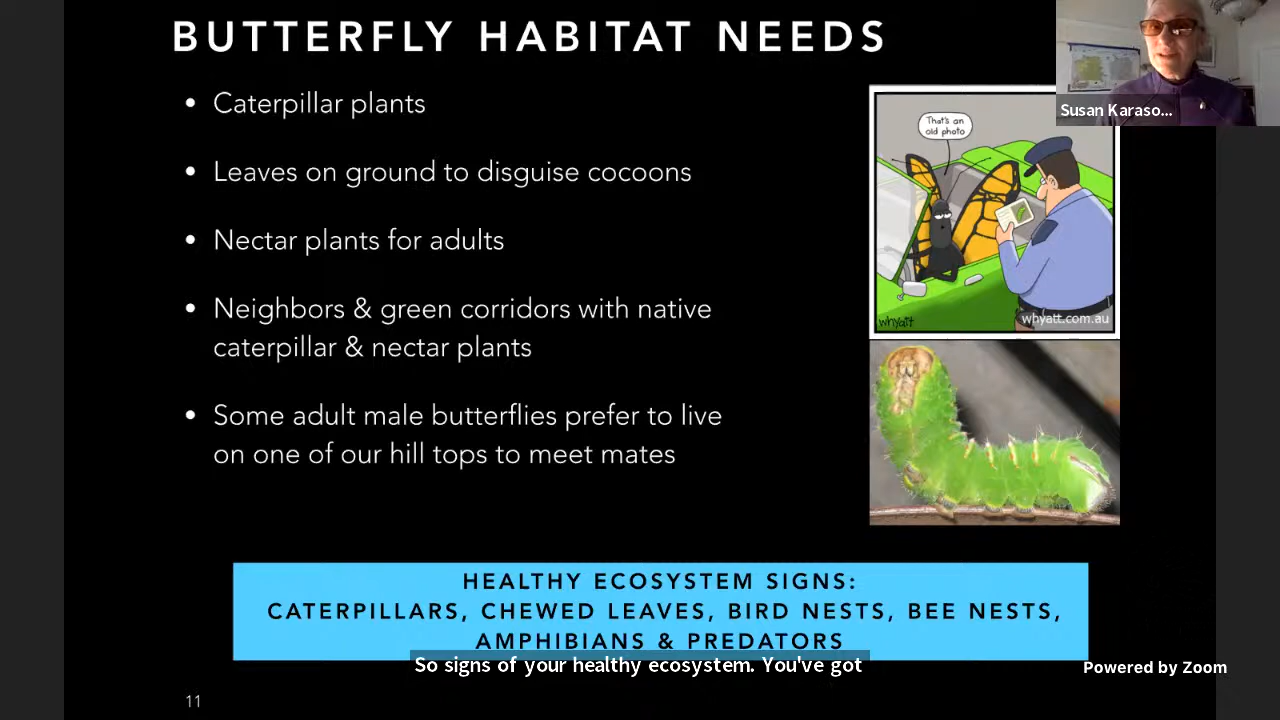 BUTTERFLY HABITAT NEEDS
Susan Karaso...
• Caterpillar plants
• Leaves on ground to disguise cocoons
• Nectar plants for adults
• Neighbors & green corridors with native
caterpillar & nectar plants
• Some adult male butterflies prefer to live
on one of our hill tops to meet mates
That's an
old photo
whyatt
whyatt.com.au
HEALTHY ECOSYSTEM SIGNS:
CATERPILLARS, CHEWED LEAVES, BIRD NESTS, BEE NESTS,
AMPHIBIANS & PREDATORS
So signs of your healthy ecosystem. You've got
Powered by Zoom
11